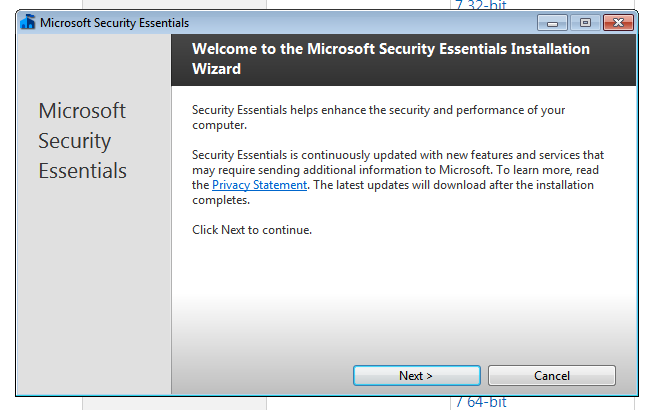 7 32-bit
Microsoft Security Essentials
Welcome to the Microsoft Security Essentials Installation
Wizard
Microsoft
Security
Essentials
Security Essentials helps enhance the security and performance of your
computer.
Security Essentials is continuously updated with new features and services that
may require sending additional information to Microsoft. To learn more, read
the Privacy Statement. The latest updates will download after the installation
completes.
Click Next to continue.
Next >
Cancel
7 64-bit